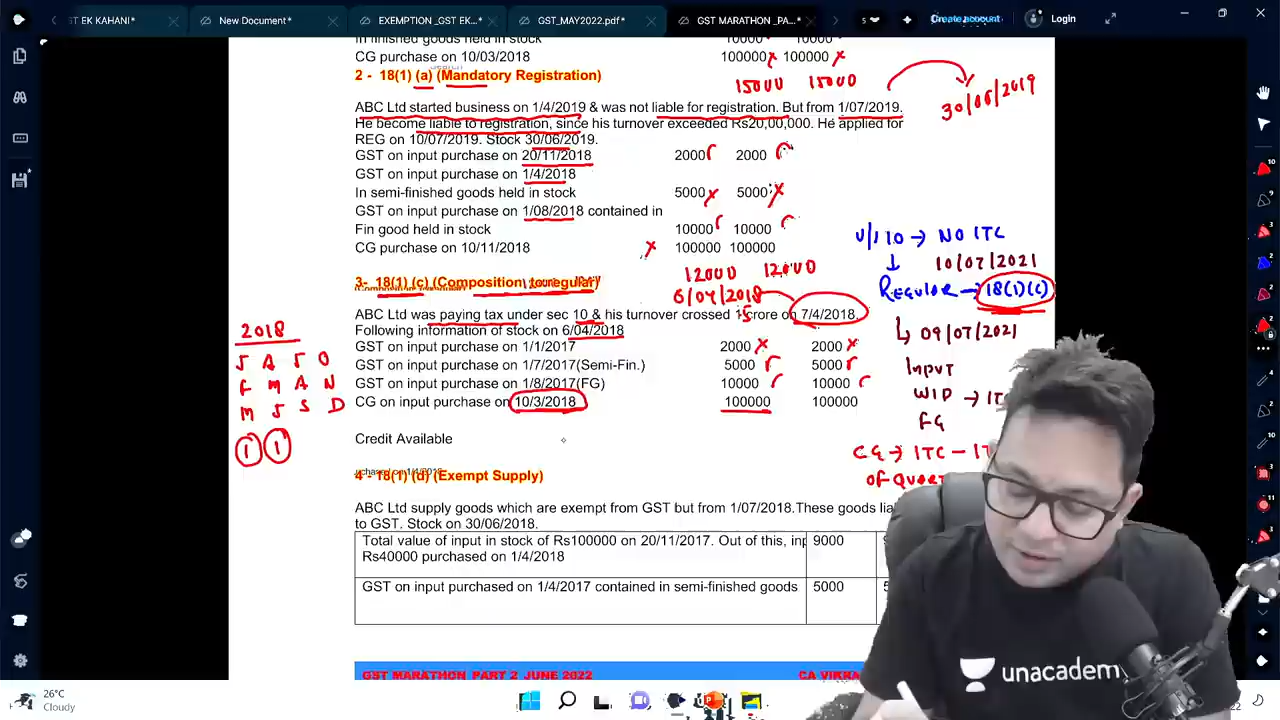 ST EK KAHANI*
New Document*
EXEMPTION _GST EK...*
GST_MAY2022.pdf*
GST MARATHON _PA...*
5
Create account
Login
In finished goods held in stock 10000 10000
CG purchase on 10/03/2018 100000 x 100000 x
2 - 18(1) (a) (Mandatory Registration) 15000 15000
30/06/2019
ABC Ltd started business on 1/4/2019 & was not liable for registration. But from 1/07/2019.
He become liable to registration, since his turnover exceeded Rs20,00,000. He applied for
REG on 10/07/2019. Stock 30/06/2019.
GST on input purchase on 20/11/2018 2000 2000
GST on input purchase on 1/4/2018
In semi-finished goods held in stock 5000 x 5000 x
GST on input purchase on 1/08/2018 contained in
Fin good held in stock 10000 10000
CG purchase on 10/11/2018 x 100000 100000
12000 12000
3- 18(1) (c) (Composition to regular)
6/04/2018
ABC Ltd was paying tax under sec 10 & his turnover crossed 1 crore on 7/4/2018.
Following information of stock on 6/04/2018
GST on input purchase on 1/1/2017 2000 x 2000 x
GST on input purchase on 1/7/2017(Semi-Fin.) 5000 5000
GST on input purchase on 1/8/2017(FG) 10000 10000
CG on input purchase on 10/3/2018 100000 100000
Credit Available
2018
J A J O
F M A N
M J S D
1 1
U/S 10 → NO ITC
10/07/2021
REGULAR → 18(1)(c)
09/07/2021
INPUT
WIP → IT
FG
CG → ITC -
OF QUART
4 - 18(1) (d) (Exempt Supply)
ABC Ltd supply goods which are exempt from GST but from 1/07/2018.These goods lia
to GST. Stock on 30/06/2018.
Total value of input in stock of Rs100000 on 20/11/2017. Out of this, inp 9000
Rs40000 purchased on 1/4/2018
GST on input purchased on 1/4/2017 contained in semi-finished goods 5000
GST MARATHON PART 2 JUNE 2022 CA VIKRA
unacadem
26°C
Cloudy